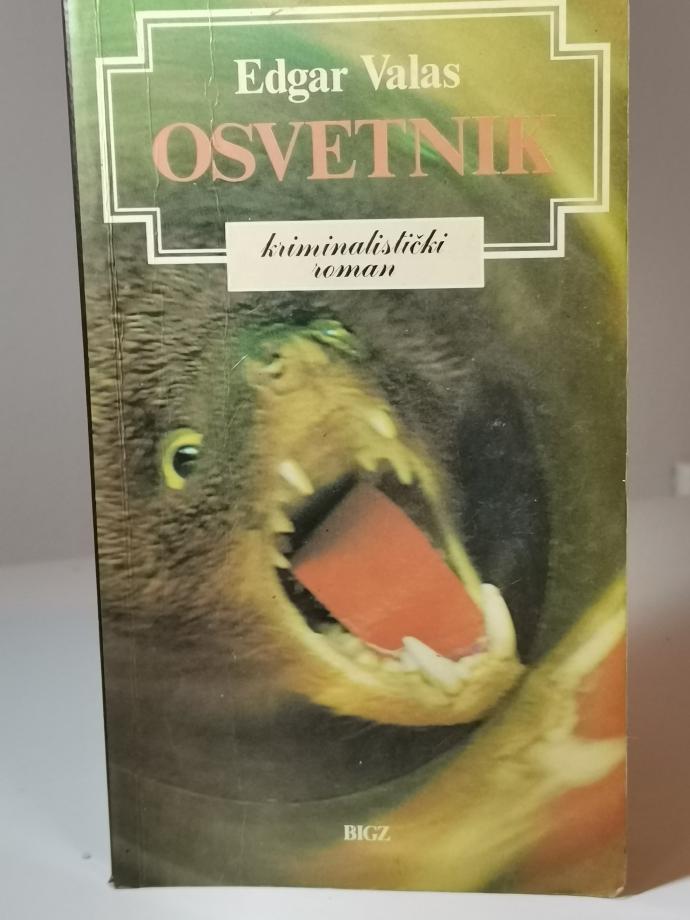 Edgar Valas
OSVETNIK
kriminalistički
roman
BIGZ